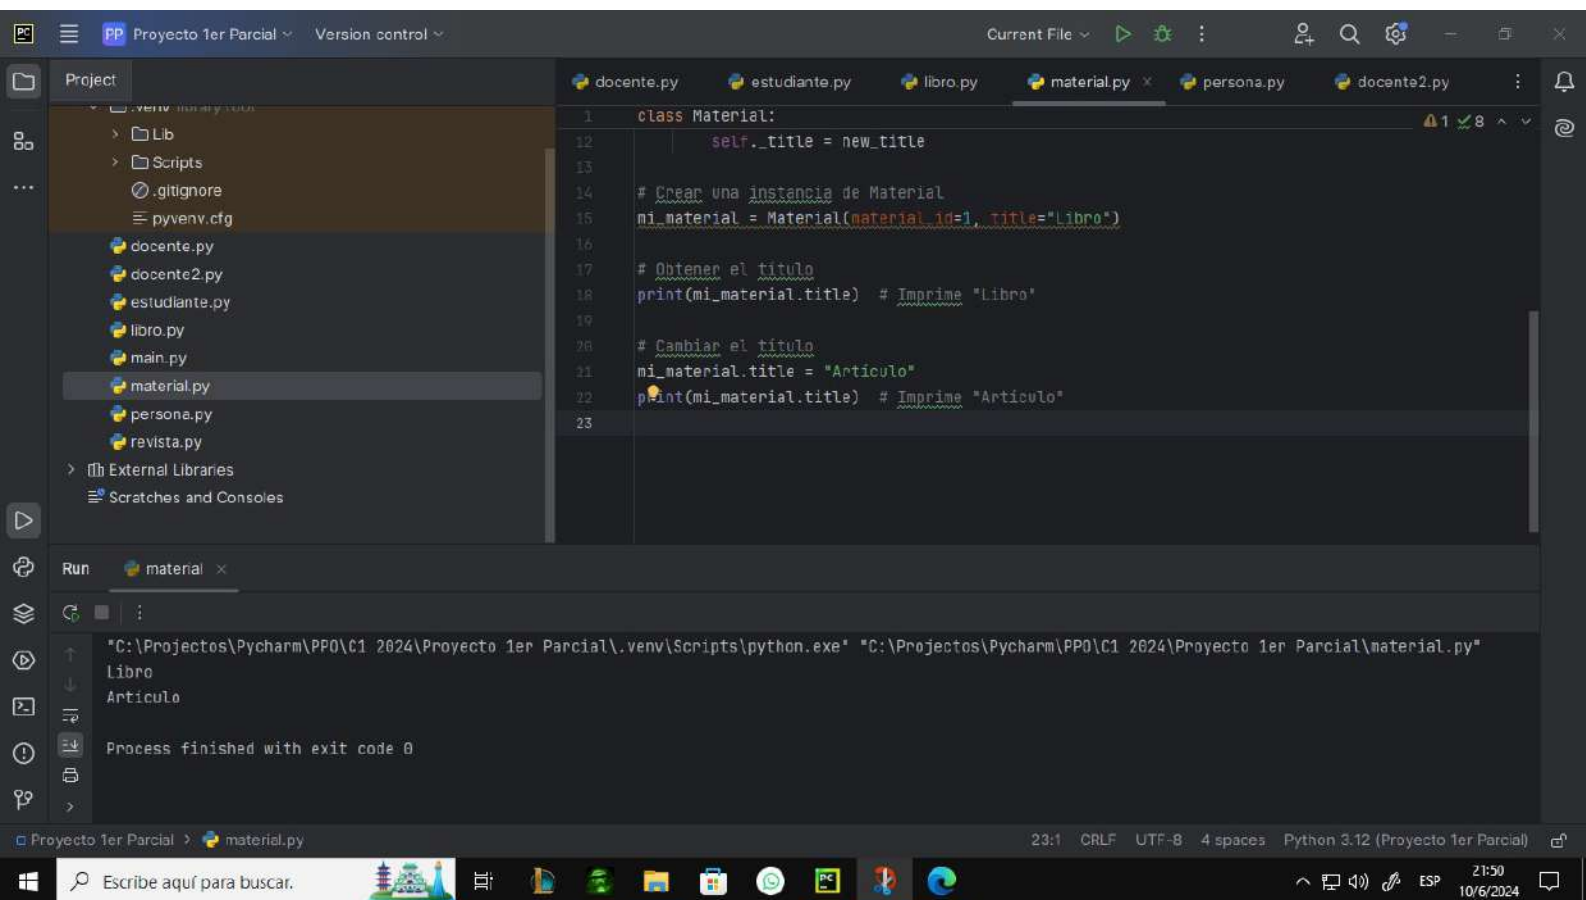 PC PP Proyecto 1er Parcial Version control Current File
Project
docente.py estudiante.py libro.py material.py persona.py docente2.py
.venv library root
Lib
Scripts
.gitignore
pyvenv.cfg
docente.py
docente2.py
estudiante.py
libro.py
main.py
material.py
persona.py
revista.py
External Libraries
Scratches and Consoles
1 8
1 class Material:
12 self._title = new_title
13
14 # Crear una instancia de Material
15 mi_material = Material(material_id=1, title="Libro")
16
17 # Obtener el título
18 print(mi_material.title) # Imprime "Libro"
19
20 # Cambiar el título
21 mi_material.title = "Artículo"
22 print(mi_material.title) # Imprime "Artículo"
23
Run material
"C:\Projectos\Pycharm\PPO\C1 2024\Proyecto 1er Parcial\.venv\Scripts\python.exe" "C:\Projectos\Pycharm\PPO\C1 2024\Proyecto 1er Parcial\material.py"
Libro
Artículo
Process finished with exit code 0
Proyecto 1er Parcial > material.py 23:1 CRLF UTF-8 4 spaces Python 3.12 (Proyecto 1er Parcial)
Escribe aquí para buscar. PC ESP 21:50
10/6/2024